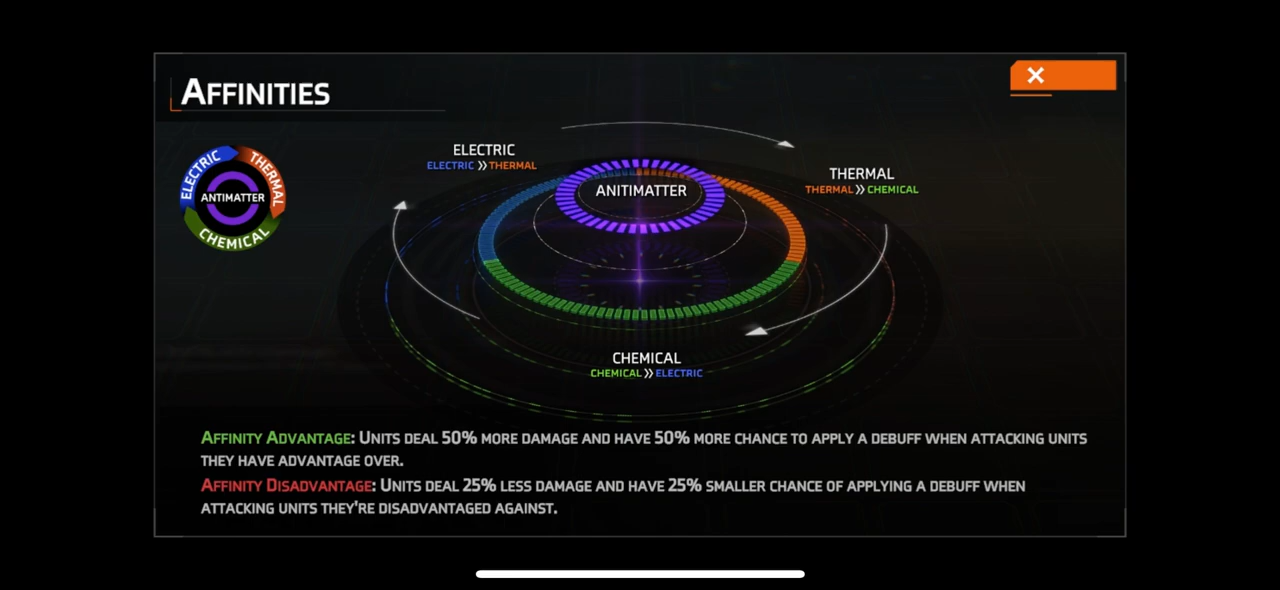 AFFINITIES
ELECTRIC
THERMAL
ANTIMATTER
CHEMICAL
ELECTRIC
ELECTRIC >> THERMAL
ANITIMATTER
THERMAL
THERMAL >> CHEMICAL
CHEMICAL
CHEMICAL >> ELECTRIC
AFFINITY ADVANTAGE: UNITS DEAL 50% MORE DAMAGE AND HAVE 50% MORE CHANCE TO APPLY A DEBUFF WHEN ATTACKING UNITS
THEY HAVE ADVANTAGE OVER.
AFFINITY DISADVANTAGE: UNITS DEAL 25% LESS DAMAGE AND HAVE 25% SMALLER CHANCE OF APPLYING A DEBUFF WHEN
ATTACKING UNITS THEY'RE DISADVANTAGED AGAINST.